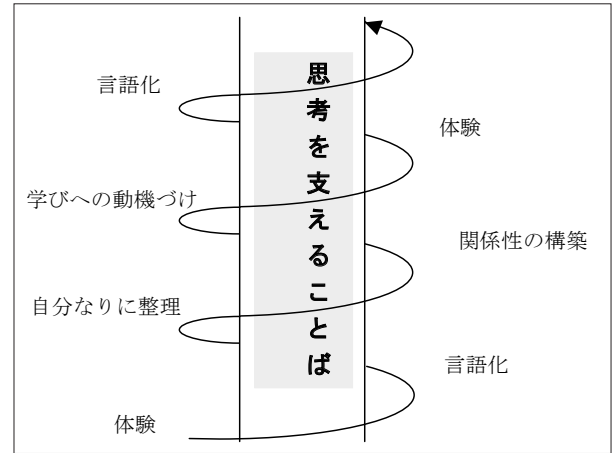 言語化
体験
学びへの動機づけ
関係性の構築
自分なりに整理
言語化
体験
思考を支えることば